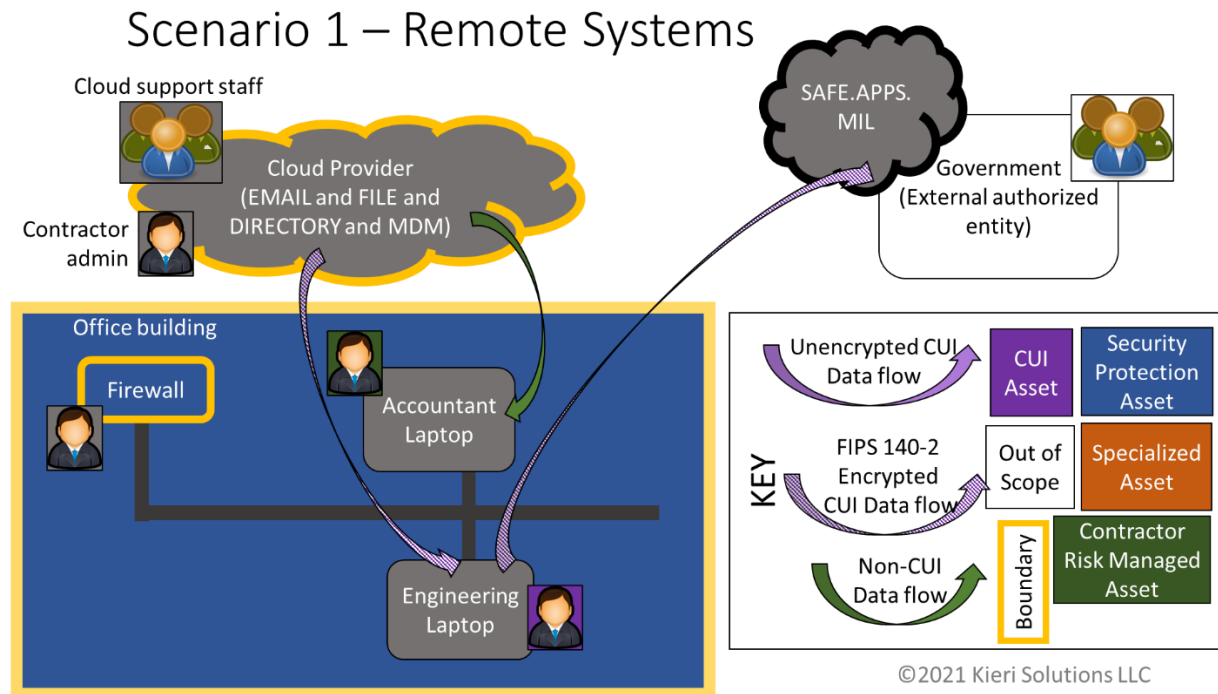 Scenario 1 – Remote Systems
Cloud support staff
Cloud Provider
(EMAIL and FILE and
DIRECTORY and MDM)
Contractor
admin
SAFE.APPS.
MIL
Government
(External authorized
entity)
Office building
Firewall
Accountant
Laptop
Engineering
Laptop
KEY
Unencrypted CUI
Data flow
CUI
Asset
Security
Protection
Asset
FIPS 140-2
Encrypted
CUI Data flow
Out of
Scope
Specialized
Asset
Non-CUI
Data flow
Boundary
Contractor
Risk Managed
Asset
©2021 Kieri Solutions LLC